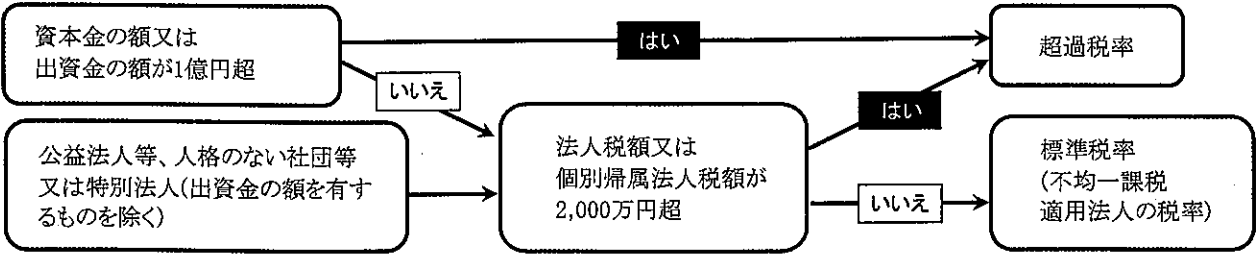 資本金の額又は
出資金の額が1億円超
はい
超過税率
いいえ
公益法人等、人格のない社団等
又は特別法人(出資金の額を有す
るものを除く)
法人税額又は
個別帰属法人税額が
2,000万円超
はい
いいえ
標準税率
(不均一課税
適用法人の税率)